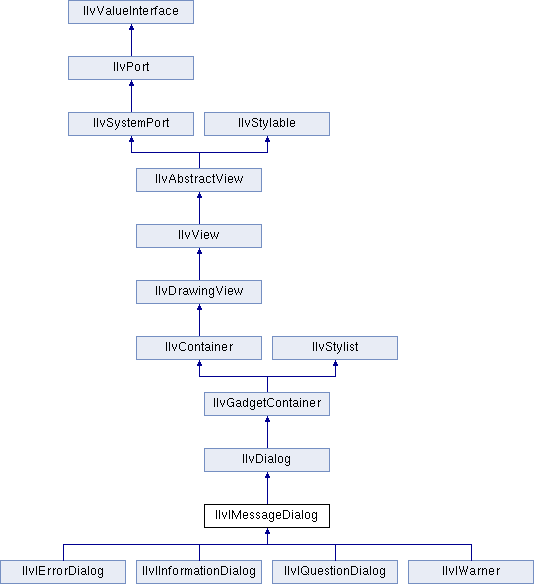 IlvValueInterface
IlvPort
IlvSystemPort
IlvStylable
IlvAbstractView
IlvView
IlvDrawingView
IlvContainer
IlvStylist
IlvGadgetContainer
IlvDialog
IlvIMessageDialog
IlvIErrorDialog
IlvIInformationDialog
IlvIQuestionDialog
IlvIWarner